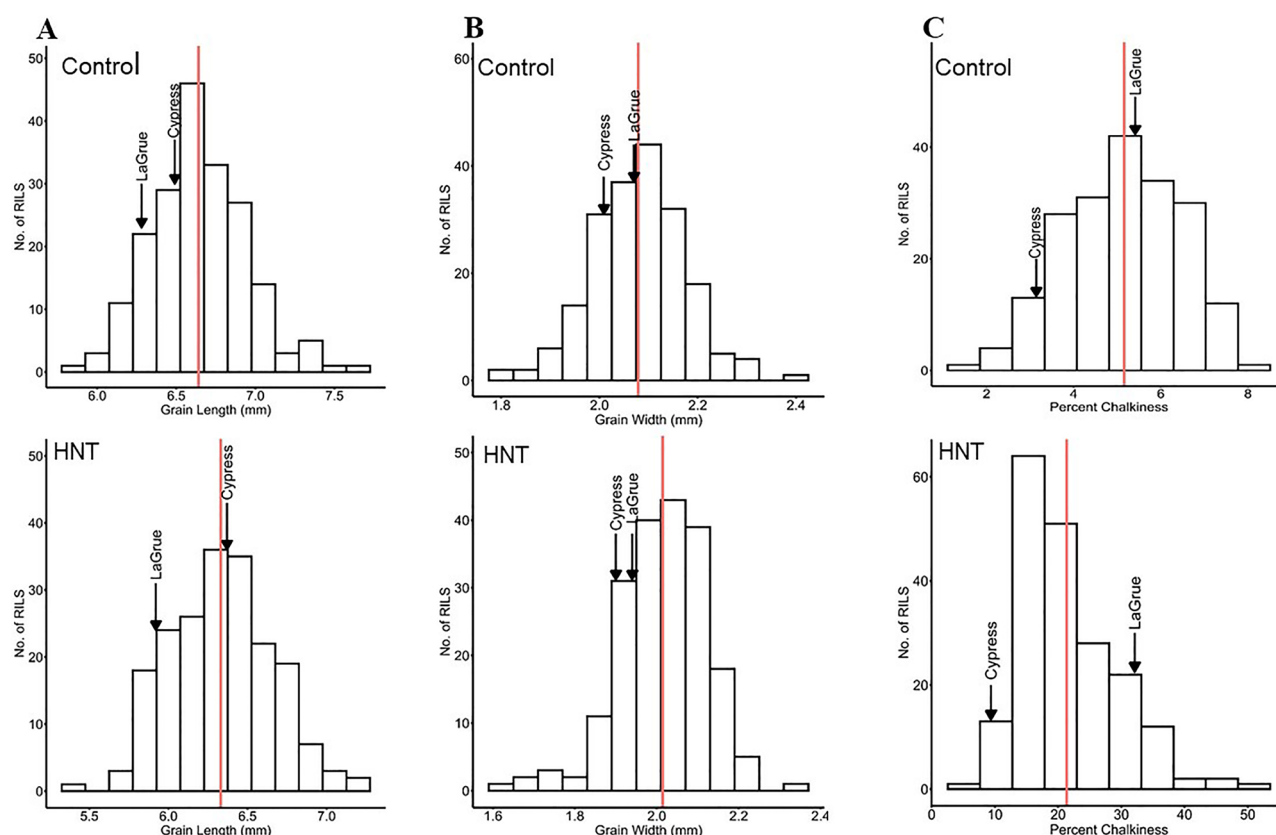 A
Control
50
40
30
20
10
0
No. of RILS
LaGrue
Cypress
6.0 6.5 7.0 7.5
Grain Length (mm)
B
Control
60
40
20
0
No. of RILS
Cypress
LaGrue
1.8 2.0 2.2 2.4
Grain Width (mm)
C
Control
40
20
0
No. of RILS
Cypress
LaGrue
2 4 6 8
Percent Chalkiness
HNT
50
40
30
20
10
0
No. of RILS
LaGrue
Cypress
5.5 6.0 6.5 7.0
Grain Length (mm)
HNT
50
40
30
20
10
0
No. of RILS
Cypress
LaGrue
1.6 1.8 2.0 2.2 2.4
Grain Width (mm)
HNT
60
40
20
0
No. of RILS
Cypress
LaGrue
0 10 20 30 40 50
Percent Chalkiness